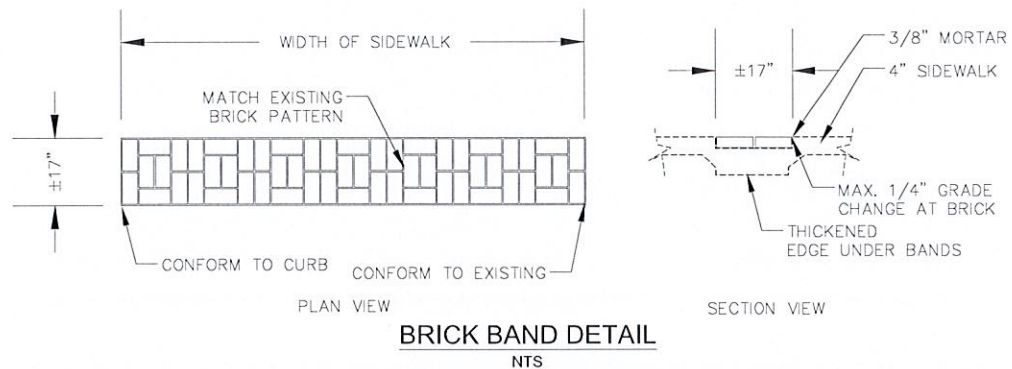 WIDTH OF SIDEWALK
MATCH EXISTING
BRICK PATTERN
±17"
CONFORM TO CURB
CONFORM TO EXISTING
PLAN VIEW
±17"
3/8" MORTAR
4" SIDEWALK
MAX. 1/4" GRADE
CHANGE AT BRICK
THICKENED
EDGE UNDER BANDS
SECTION VIEW
BRICK BAND DETAIL
NTS